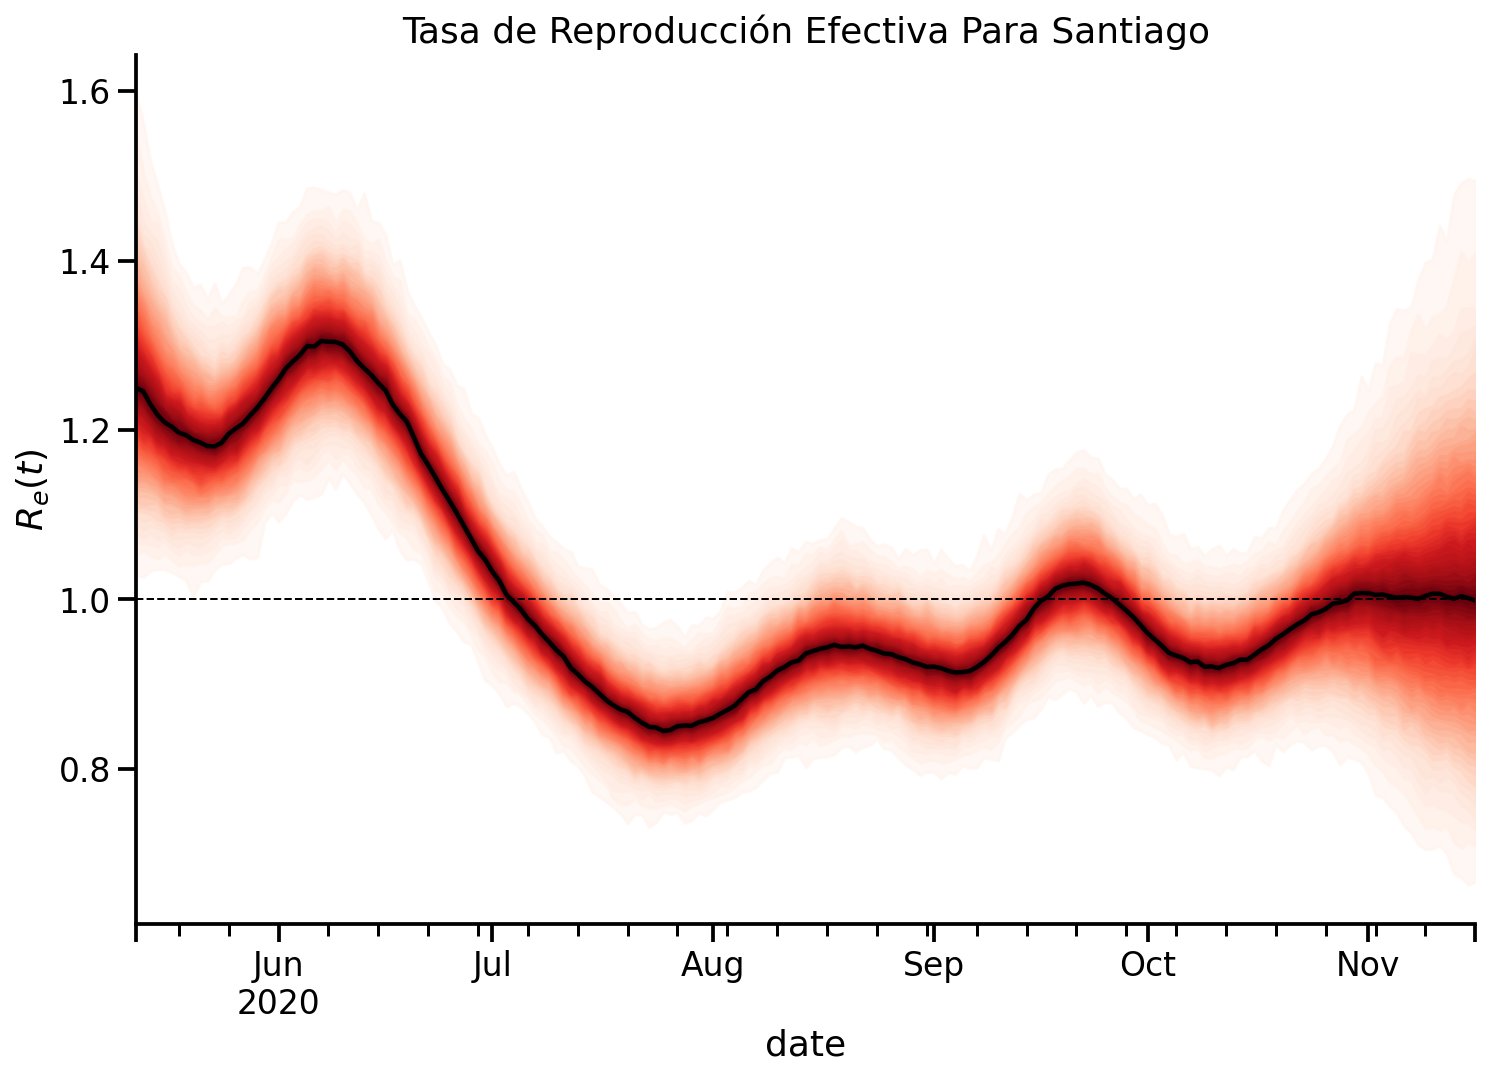 Tasa de Reproducción Efectiva Para Santiago
1.6
1.4
1.2
1.0
0.8
Rₑ(t)
Jun Jul Aug Sep Oct Nov
2020
date